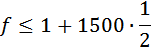 f ≤ 1 + 1500 · 1/2